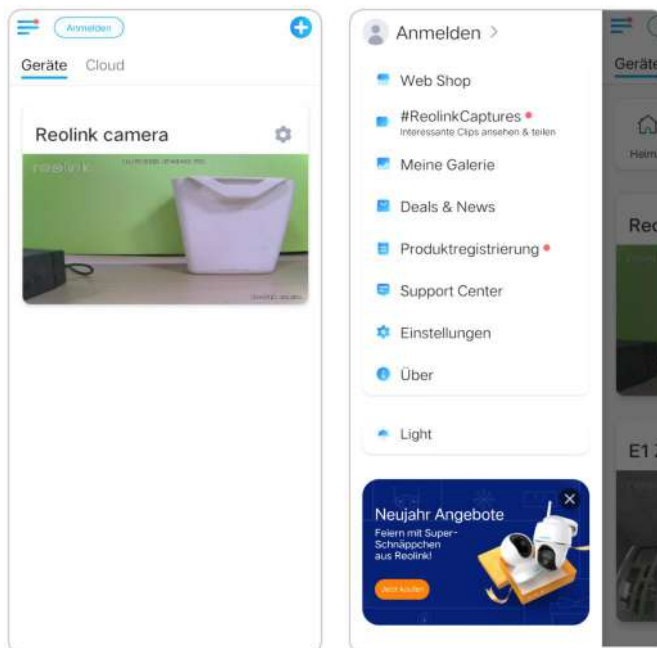 Anmelden
Geräte Cloud
Reolink camera
reolink
Anmelden >
Web Shop
#ReolinkCaptures
Interessante Clips ansehen & teilen
Meine Galerie
Deals & News
Produktregistrierung
Support Center
Einstellungen
Über
Light
Neujahr Angebote
Feiern mit Super-
Schnäppchen
aus Reolink!
Jetzt kaufen
Geräte
Heim
Reo
E1